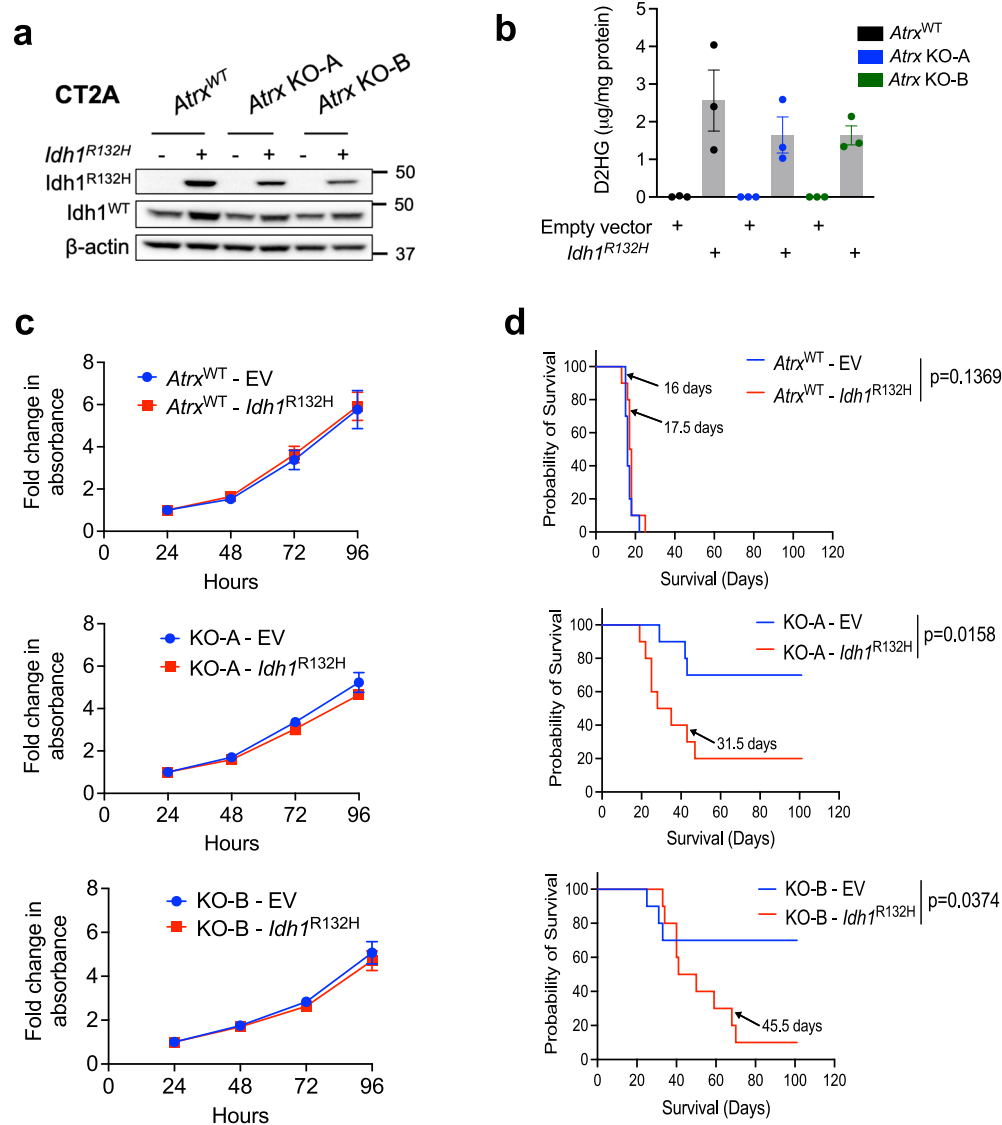 a
CT2A
Atrx^WT
Atrx KO-A
Atrx KO-B
Idh1^R132H - + - + - +
Idh1^R132H
50
Idh1^WT
50
β-actin
37
b
D2HG (μg/mg protein)
5
4
3
2
1
0
Atrx^WT
Atrx KO-A
Atrx KO-B
Empty vector + + +
Idh1^R132H + + +
c
Fold change in
absorbance
8
6
4
2
0
0 24 48 72 96
Hours
Atrx^WT - EV
Atrx^WT - Idh1^R132H
Fold change in
absorbance
8
6
4
2
0
0 24 48 72 96
Hours
KO-A - EV
KO-A - Idh1^R132H
Fold change in
absorbance
8
6
4
2
0
0 24 48 72 96
Hours
KO-B - EV
KO-B - Idh1^R132H
d
Probability of Survival
100
80
60
40
20
0
0 20 40 60 80 100 120
Survival (Days)
Atrx^WT - EV
Atrx^WT - Idh1^R132H
p=0.1369
16 days
17.5 days
Probability of Survival
100
80
60
40
20
0
0 20 40 60 80 100 120
Survival (Days)
KO-A - EV
KO-A - Idh1^R132H
p=0.0158
31.5 days
Probability of Survival
100
80
60
40
20
0
0 20 40 60 80 100 120
Survival (Days)
KO-B - EV
KO-B - Idh1^R132H
p=0.0374
45.5 days